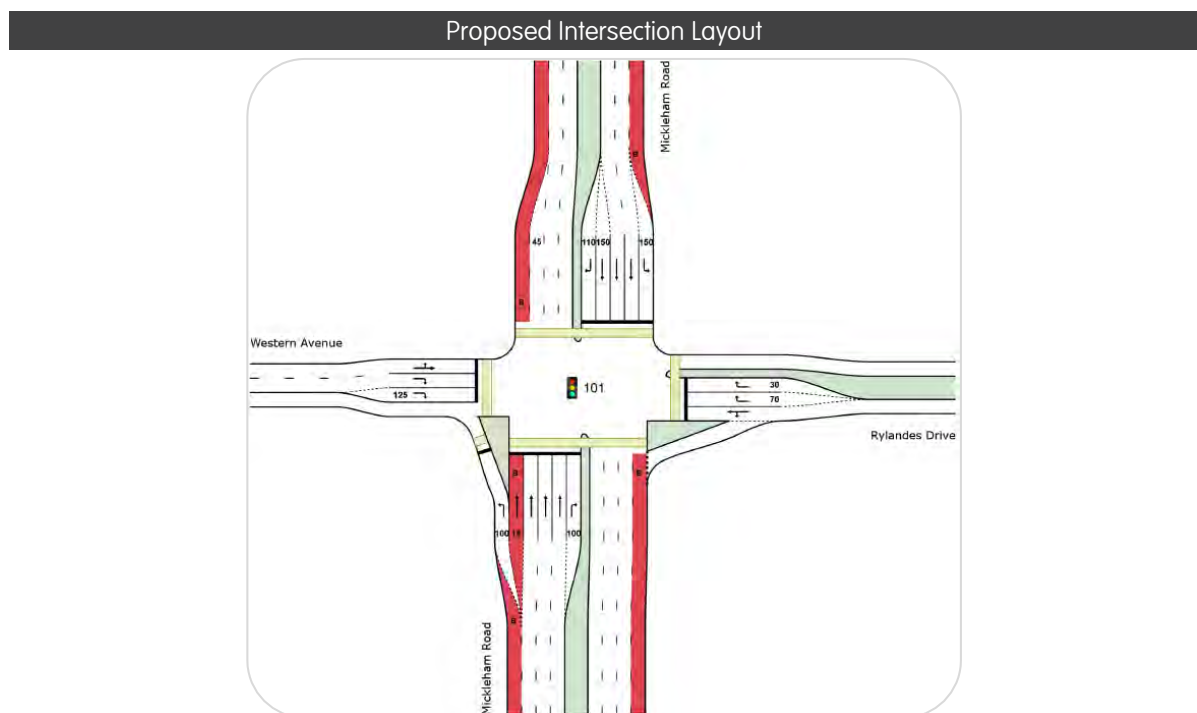 Proposed Intersection Layout
Mickleham Road
B
45
110 150 150
B
Western Avenue
101
125
30
70
Rylandes Drive
B B
100 100
B
Mickleham Road